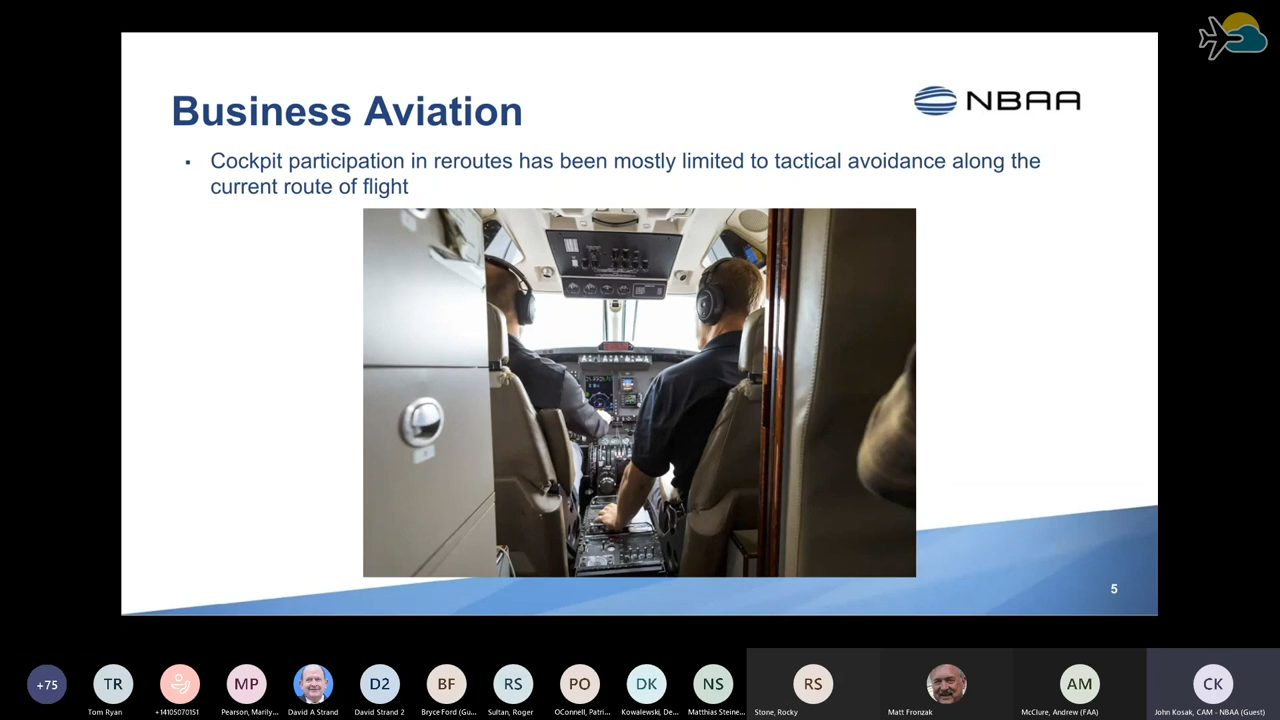 Business Aviation
NBAA
▪ Cockpit participation in reroutes has been mostly limited to tactical avoidance along the
current route of flight
5
+75
TR
MP
D2
BF
RS
PO
DK
NS
RS
AM
CK
Tom Ryan
+14105070151
Pearson, Marily...
David A Strand
David Strand 2
Bryce Ford (Gu...
Sultan, Roger
OConnell, Patri...
Kowalewski, De...
Matthias Steine...
Stone, Rocky
Matt Fronzak
McClure, Andrew (FAA)
John Kosak, CAM - NBAA (Guest)